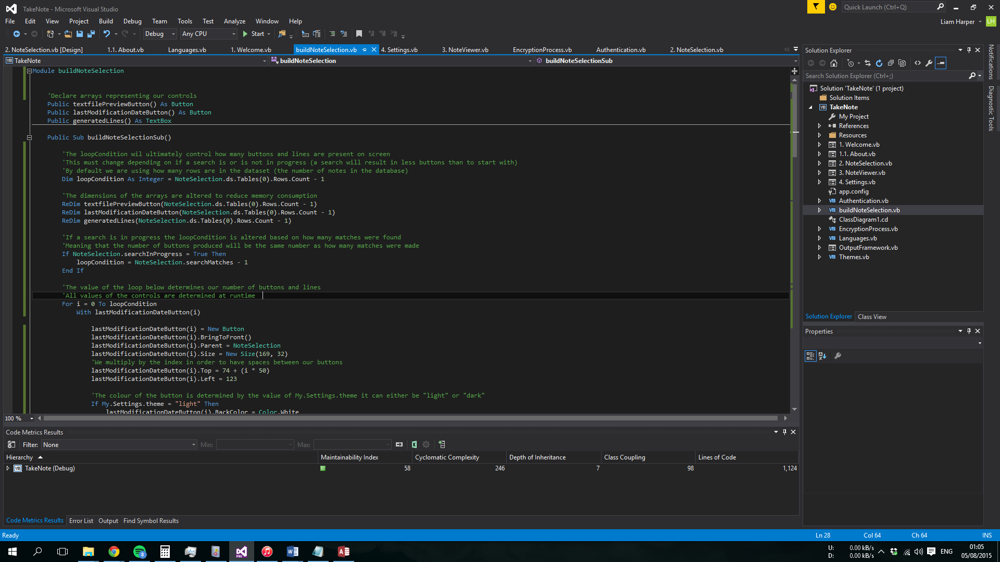 TakeNote - Microsoft Visual Studio
Quick Launch (Ctrl+Q)
File Edit View Project Build Debug Team Tools Test Analyze Window Help
Liam Harper LH
Debug Any CPU Start
2. NoteSelection.vb [Design] 1.1. About.vb Languages.vb 1. Welcome.vb buildNoteSelection.vb 4. Settings.vb 3. NoteViewer.vb EncryptionProcess.vb Authentication.vb 2. NoteSelection.vb
VB TakeNote buildNoteSelection buildNoteSelectionSub
Module buildNoteSelection
'Declare arrays representing our controls
Public textfilePreviewButton() As Button
Public lastModificationDateButton() As Button
Public generatedLines() As TextBox
Public Sub buildNoteSelectionSub()
'The loopCondition wil ultimately control how many buttons and lines are present on screen
'This must change depending on if a search is or is not in progress (a search will result in less buttons than to start with)
'By default we are using how many rows are in the dataset (the number of notes in the database)
Dim loopCondition As Integer = NoteSelection.ds.Tables(0).Rows.Count - 1
'The dimensions of the arrays are altered to reduce memory consumption
ReDim textfilePreviewButton(NoteSelection.ds.Tables(0).Rows.Count - 1)
ReDim lastModificationDateButton(NoteSelection.ds.Tables(0).Rows.Count - 1)
ReDim generatedLines(NoteSelection.ds.Tables(0).Rows.Count - 1)
'If a search is in progress the loopCondition is altered based on how many matches were found
'Meaning that the number of buttons produced will be the same number as how many matches were made
If NoteSelection.searchInProgress = True Then
loopCondition = NoteSelection.searchMatches - 1
End If
'The value of the loop below determines our number of buttons and lines
'All values of the controls are determined at runtime
For i = 0 To loopCondition
With lastModificationDateButton(i)
lastModificationDateButton(i) = New Button
lastModificationDateButton(i).BringToFront()
lastModificationDateButton(i).Parent = NoteSelection
lastModificationDateButton(i).Size = New Size(169, 32)
'We multiply by the index in order to have spaces between our buttons
lastModificationDateButton(i).Top = 74 + (i * 50)
lastModificationDateButton(i).Left = 123
'The colour of the button is determined by the value of My.Settings.theme it can either be "light" or "dark"
If My.Settings.theme = "light" Then
lastModificationDateButton(i).BackColor = Color.White
100 %
Code Metrics Results
Filter: None Min: Max:
Hierarchy Maintainability Index Cyclomatic Complexity Depth of Inheritance Class Coupling Lines of Code
VB TakeNote (Debug) 58 246 7 98 1,124
Code Metrics Results Error List Output Find Symbol Results
Solution Explorer
Search Solution Explorer (Ctrl+;)
Solution 'TakeNote' (1 project)
Solution Items
VB TakeNote
My Project
References
Resources
1. Welcome.vb
1.1. About.vb
2. NoteSelection.vb
3. NoteViewer.vb
4. Settings.vb
app.config
VB Authentication.vb
VB buildNoteSelection.vb
ClassDiagram1.cd
VB EncryptionProcess.vb
VB Languages.vb
OutputFramework.vb
VB Themes.vb
Solution Explorer Class View
Properties
Notifications
Diagnostic Tools
Ready Ln 28 Col 64 Ch 64 INS
U: 0.00 kB/s
D: 0.00 kB/s
ENG
01:05
05/08/2015